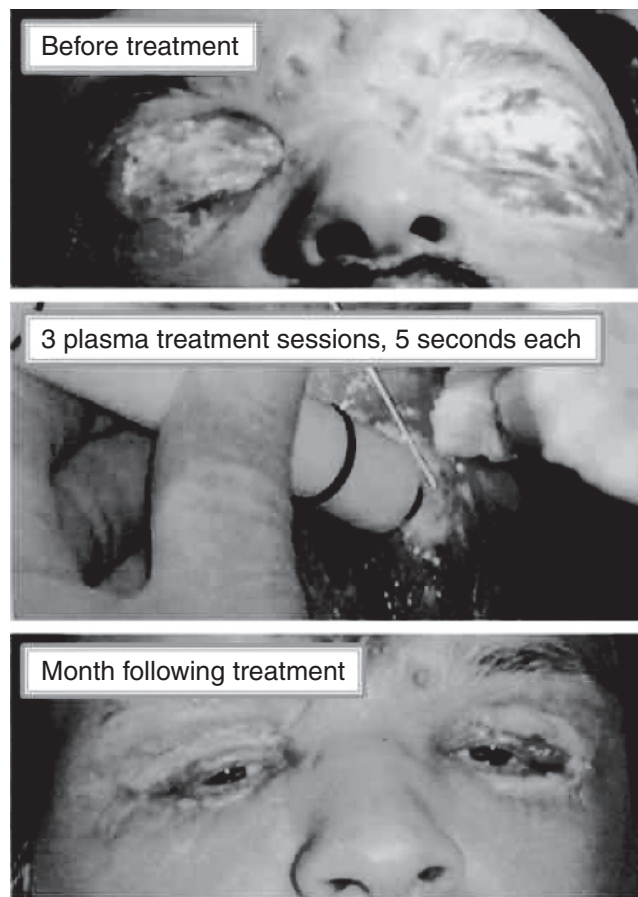 Before treatment
3 plasma treatment sessions, 5 seconds each
Month following treatment